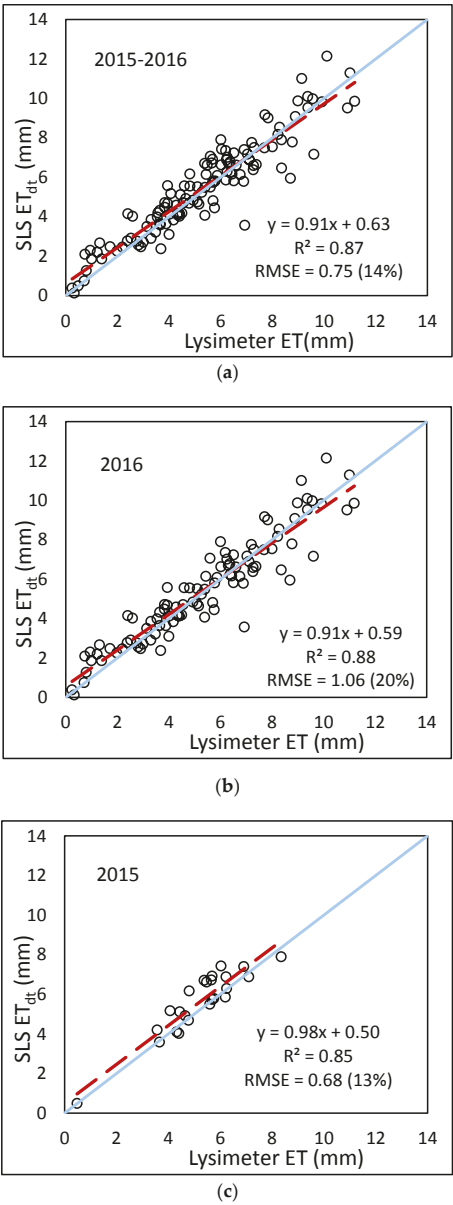 14
12
10
8
6
4
2
0
SLS ETdt (mm)
2015-2016
y = 0.91x + 0.63
R² = 0.87
RMSE = 0.75 (14%)
0 2 4 6 8 10 12 14
Lysimeter ET(mm)
(a)
14
12
10
8
6
4
2
0
SLS ETdt (mm)
2016
y = 0.91x + 0.59
R² = 0.88
RMSE = 1.06 (20%)
0 2 4 6 8 10 12 14
Lysimeter ET (mm)
(b)
14
12
10
8
6
4
2
0
SLS ETdt (mm)
2015
y = 0.98x + 0.50
R² = 0.85
RMSE = 0.68 (13%)
0 2 4 6 8 10 12 14
Lysimeter ET (mm)
(c)